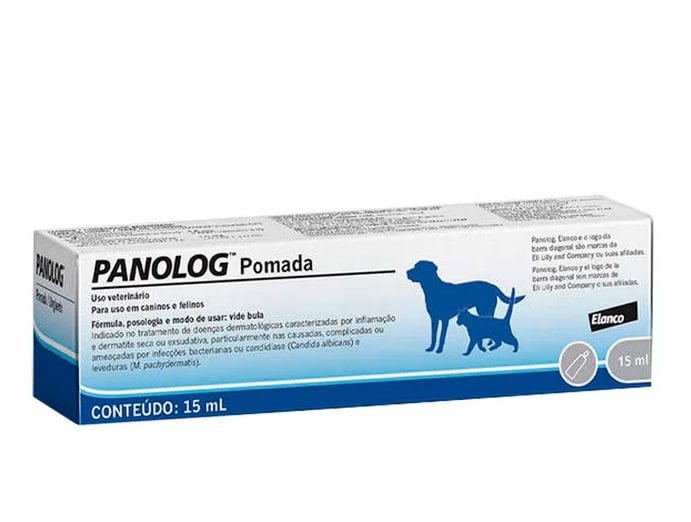 PANOLOG™ Pomada
Uso veterinário
Para uso em caninos e felinos
Fórmula, posologia e modo de usar: vide bula
Indicado no tratamento de doenças dermatológicas caracterizadas por inflamação
e dermatite seca ou exsudativa, particularmente nas causadas, complicadas ou
ameaçadas por infecções bacterianas ou candidíase (Candida albicans) e
leveduras (M. pachydermatis).
CONTEÚDO: 15 mL
Panolog, Elanco e o logo da
barra diagonal são marcas da
Eli Lilly and Company ou suas afiliadas.
Panolog, Elanco y el logo de la
barra diagonal son marcas de
Eli Lilly and Company o sus afiliadas.
Elanco
15 ml
PANOLOG
Pomada / Ungüento